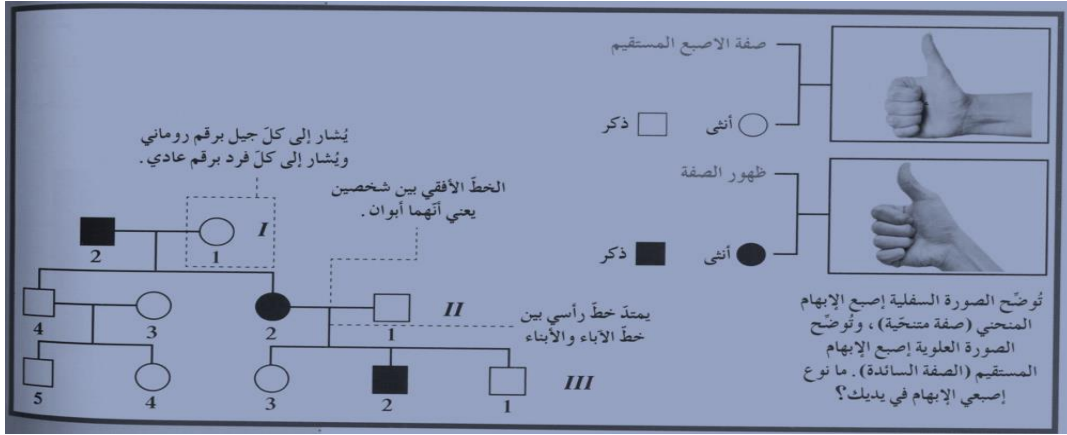 صفة الاصبع المستقيم
ذكر
أنثى
ظهور الصفة
ذكر
أنثى
تُوضِّح الصورة السفلية إصبع الإبهام
المنحني (صفة متنحّية)، وتُوضِّح
الصورة العلوية إصبع الإبهام
المستقيم (الصفة السائدة). ما نوع
إصبعي الإبهام في يديك؟
يُشار إلى كلّ جيل برقم روماني
ويُشار إلى كلّ فرد برقم عادي.
الخطّ الأفقي بين شخصين
يعني أنّهما أبوان.
يمتدّ خطّ رأسي بين
خطّ الآباء والأبناء
I
1
2
II
1
2
3
4
III
1
2
3
4
5